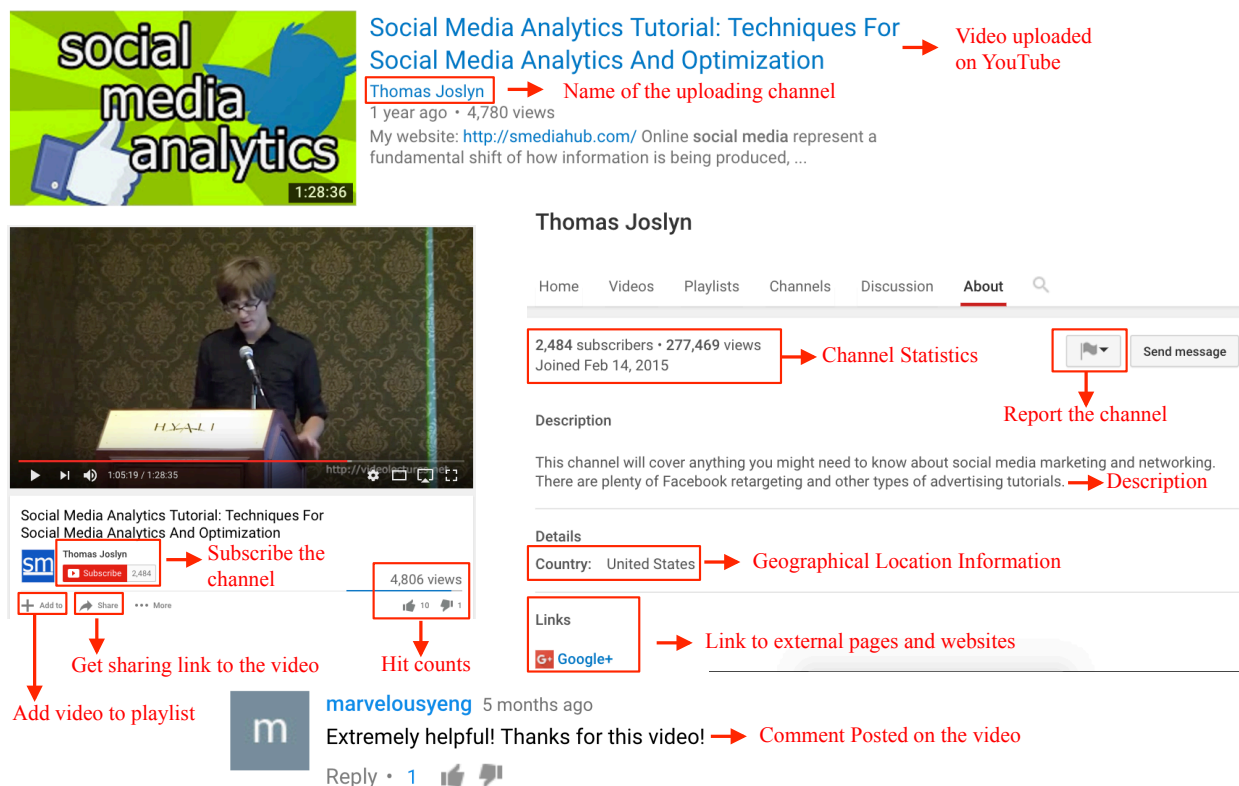 social
media
analytics
1:28:36
Social Media Analytics Tutorial: Techniques For
Social Media Analytics And Optimization
Video uploaded
on YouTube
Thomas Joslyn
Name of the uploading channel
1 year ago • 4,780 views
My website: http://smediahub.com/ Online social media represent a
fundamental shift of how information is being produced, ...
HYATT
http://videolectures.net
1:05:19 / 1:28:35
Social Media Analytics Tutorial: Techniques For
Social Media Analytics And Optimization
sm
Thomas Joslyn
Subscribe 2,484
Subscribe the
channel
4,806 views
Add to Share ••• More
10 1
Get sharing link to the video
Hit counts
Add video to playlist
Thomas Joslyn
Home Videos Playlists Channels Discussion About
2,484 subscribers • 277,469 views
Joined Feb 14, 2015
Channel Statistics
Send message
Report the channel
Description
This channel will cover anything you might need to know about social media marketing and networking.
There are plenty of Facebook retargeting and other types of advertising tutorials.
Description
Details
Country: United States
Geographical Location Information
Links
G+ Google+
Link to external pages and websites
m
marvelousyeng 5 months ago
Extremely helpful! Thanks for this video!
Comment Posted on the video
Reply • 1